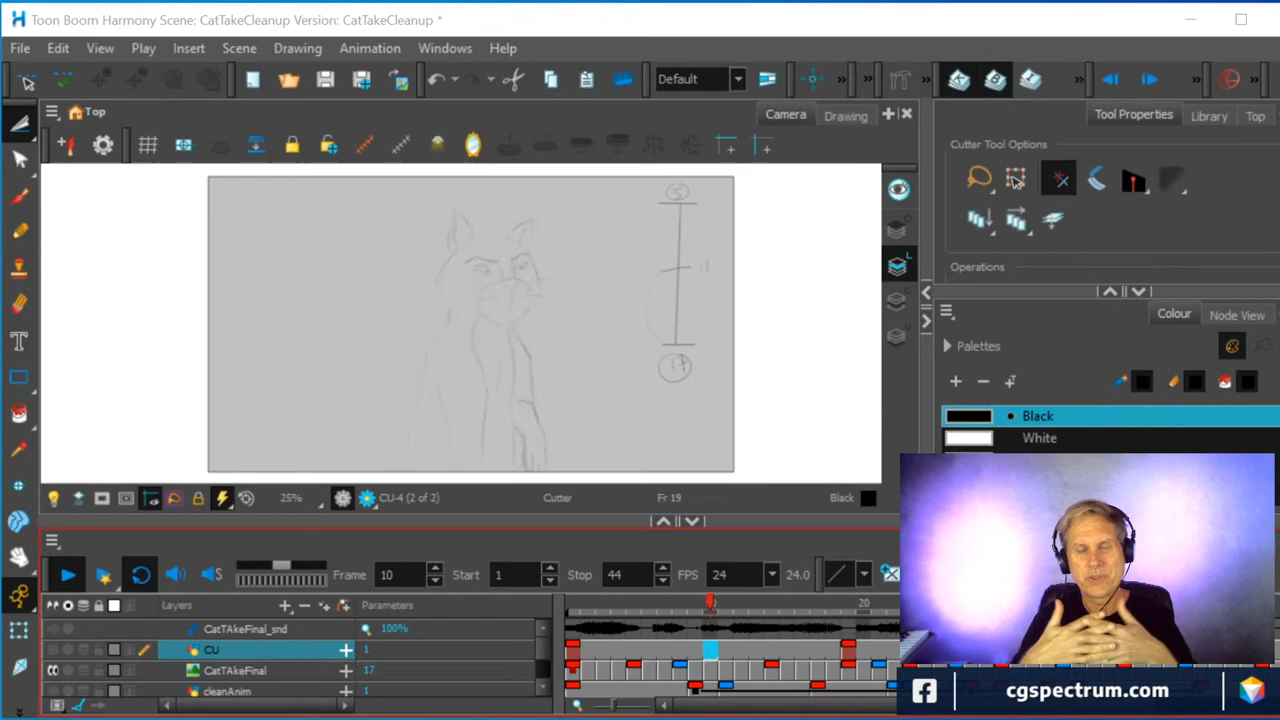 Toon Boom Harmony Scene: CatTakeCleanup Version: CatTakeCleanup *
File Edit View Play Insert Scene Drawing Animation Windows Help
Default
Top
Camera Drawing
Tool Properties Library Top
Cutter Tool Options
Operations
5
11
17
Colour Node View
Palettes
Black
White
25% CU-4 (2 of 2) Cutter Fr 19 Black
Frame 10 Start 1 Stop 44 FPS 24 24.0
Layers Parameters
20
CatTAkeFinal_snd 100%
CU 1
CatTAkeFinal 17
cleanAnim 1
cgspectrum.com